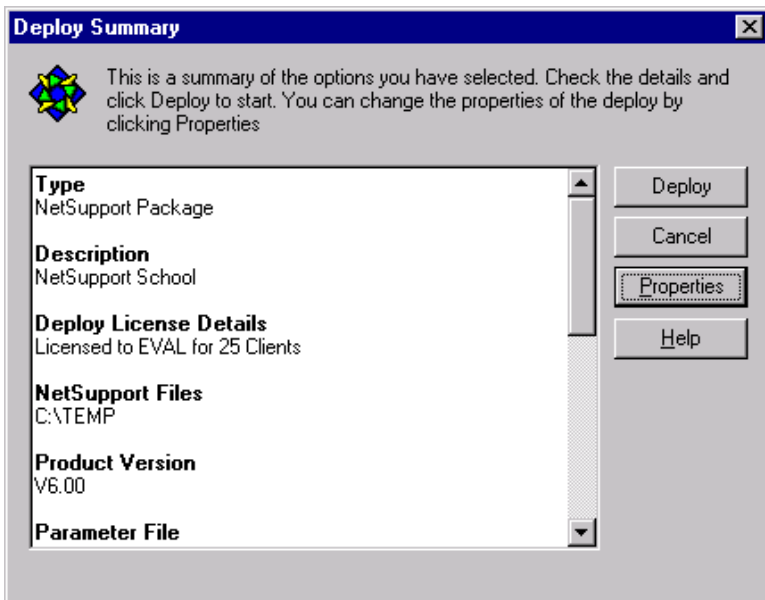 Deploy Summary
This is a summary of the options you have selected. Check the details and
click Deploy to start. You can change the properties of the deploy by
clicking Properties
Type
NetSupport Package
Description
NetSupport School
Deploy License Details
Licensed to EVAL for 25 Clients
NetSupport Files
C:\TEMP
Product Version
V6.00
Parameter File
Deploy
Cancel
Properties
Help